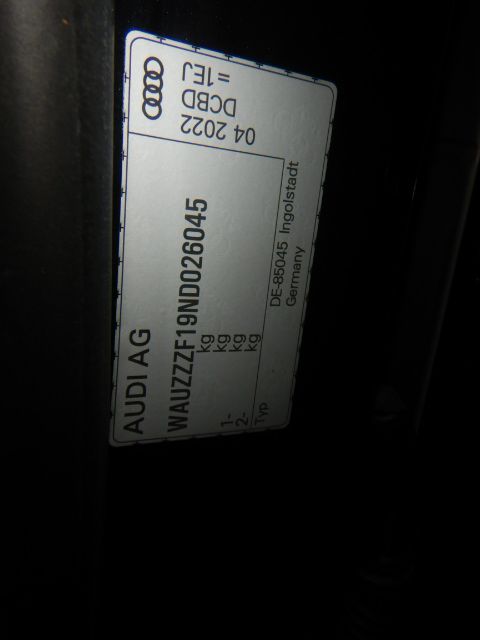 AUDI AG
WAUZZZF19ND026045
kg
kg
1- kg
2- kg
Typ
DE-85045 Ingolstadt
Germany
04 2022
DCBD
=1EJ